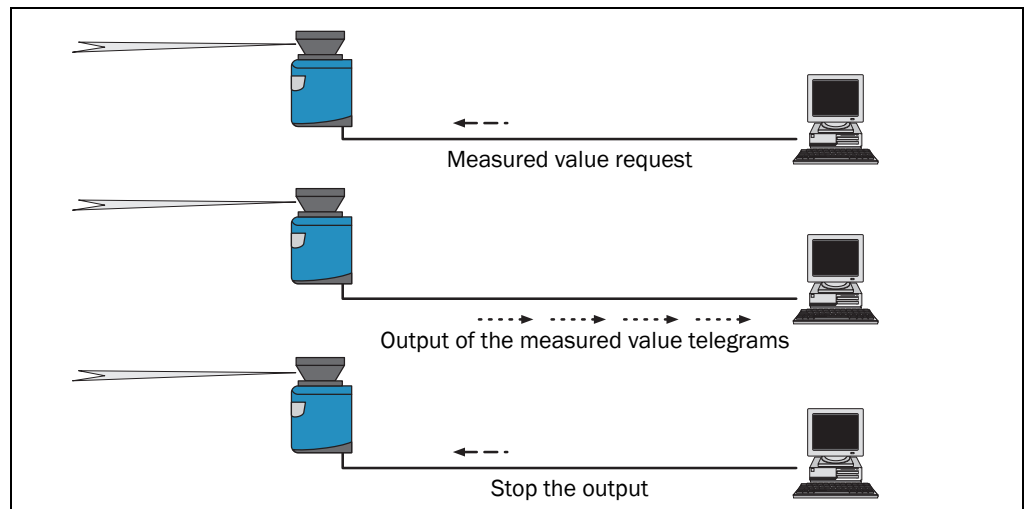 Measured value request
Output of the measured value telegrams
Stop the output